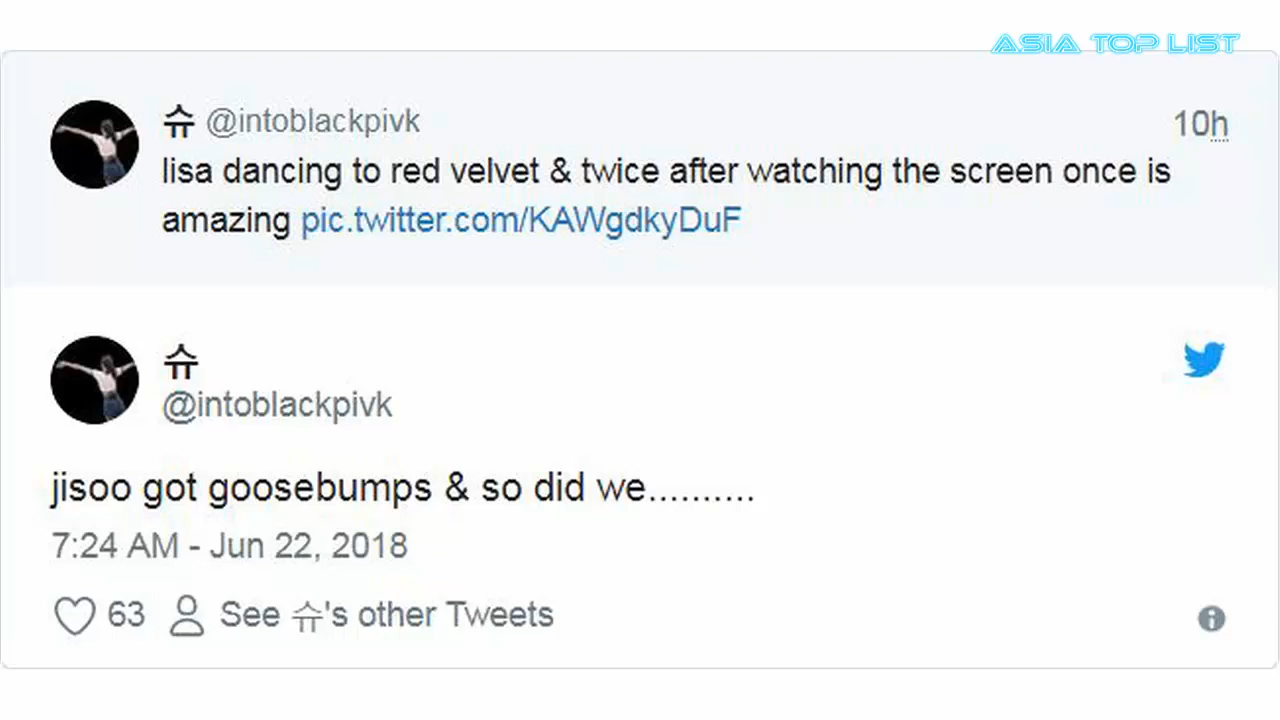 ASIA TOP LIST
슈 @intoblackpivk 10h
lisa dancing to red velvet & twice after watching the screen once is
amazing pic.twitter.com/KAWgdkyDuF
슈
@intoblackpivk
jisoo got goosebumps & so did we..........
7:24 AM - Jun 22, 2018
63 See 슈's other Tweets